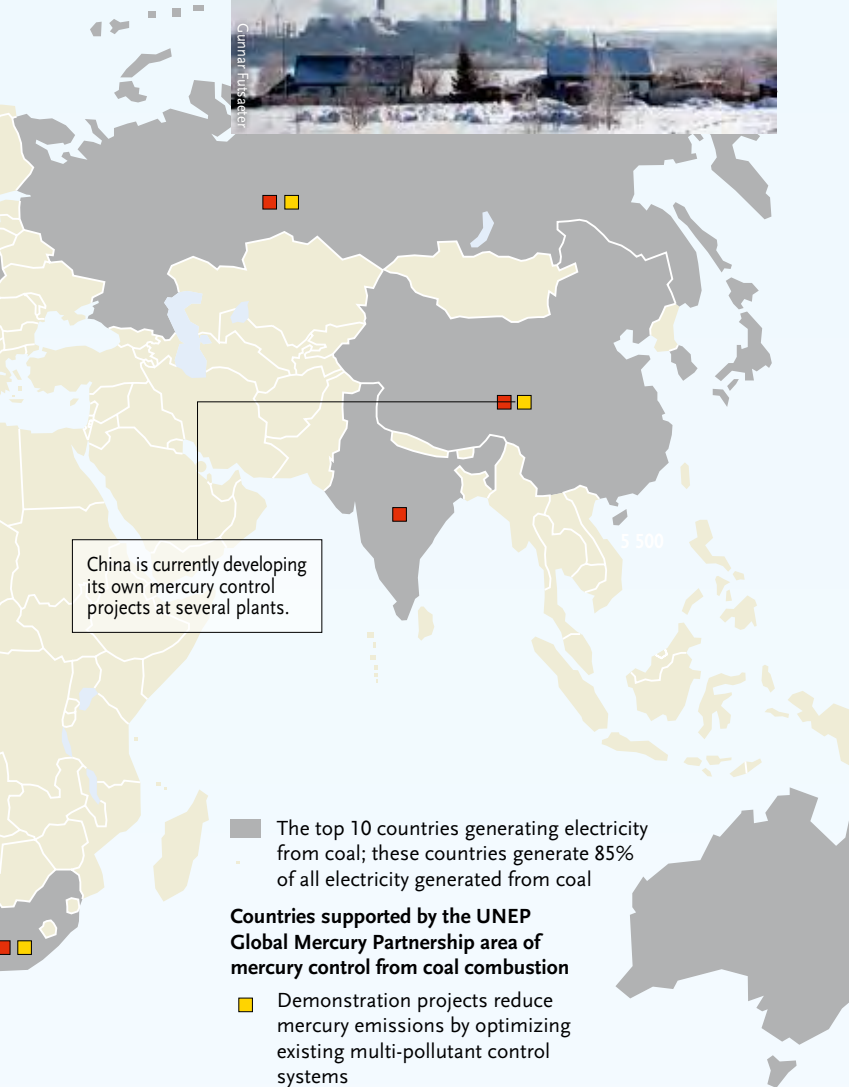 Gunnar Futsaeter
S 500
China is currently developing
its own mercury control
projects at several plants.
The top 10 countries generating electricity
from coal; these countries generate 85%
of all electricity generated from coal
Countries supported by the UNEP
Global Mercury Partnership area of
mercury control from coal combustion
Demonstration projects reduce
mercury emissions by optimizing
existing multi-pollutant control
systems